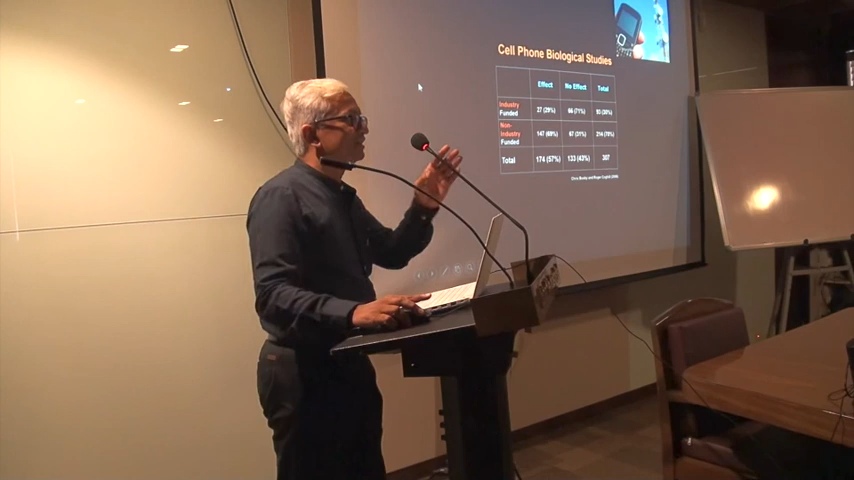 Cell Phone Biological Studies
Effect No Effect Total
Industry Funded 27 (29%) 66 (71%) 93 (30%)
Non-Industry Funded 147 (69%) 67 (31%) 214 (70%)
Total 174 (57%) 133 (43%) 307